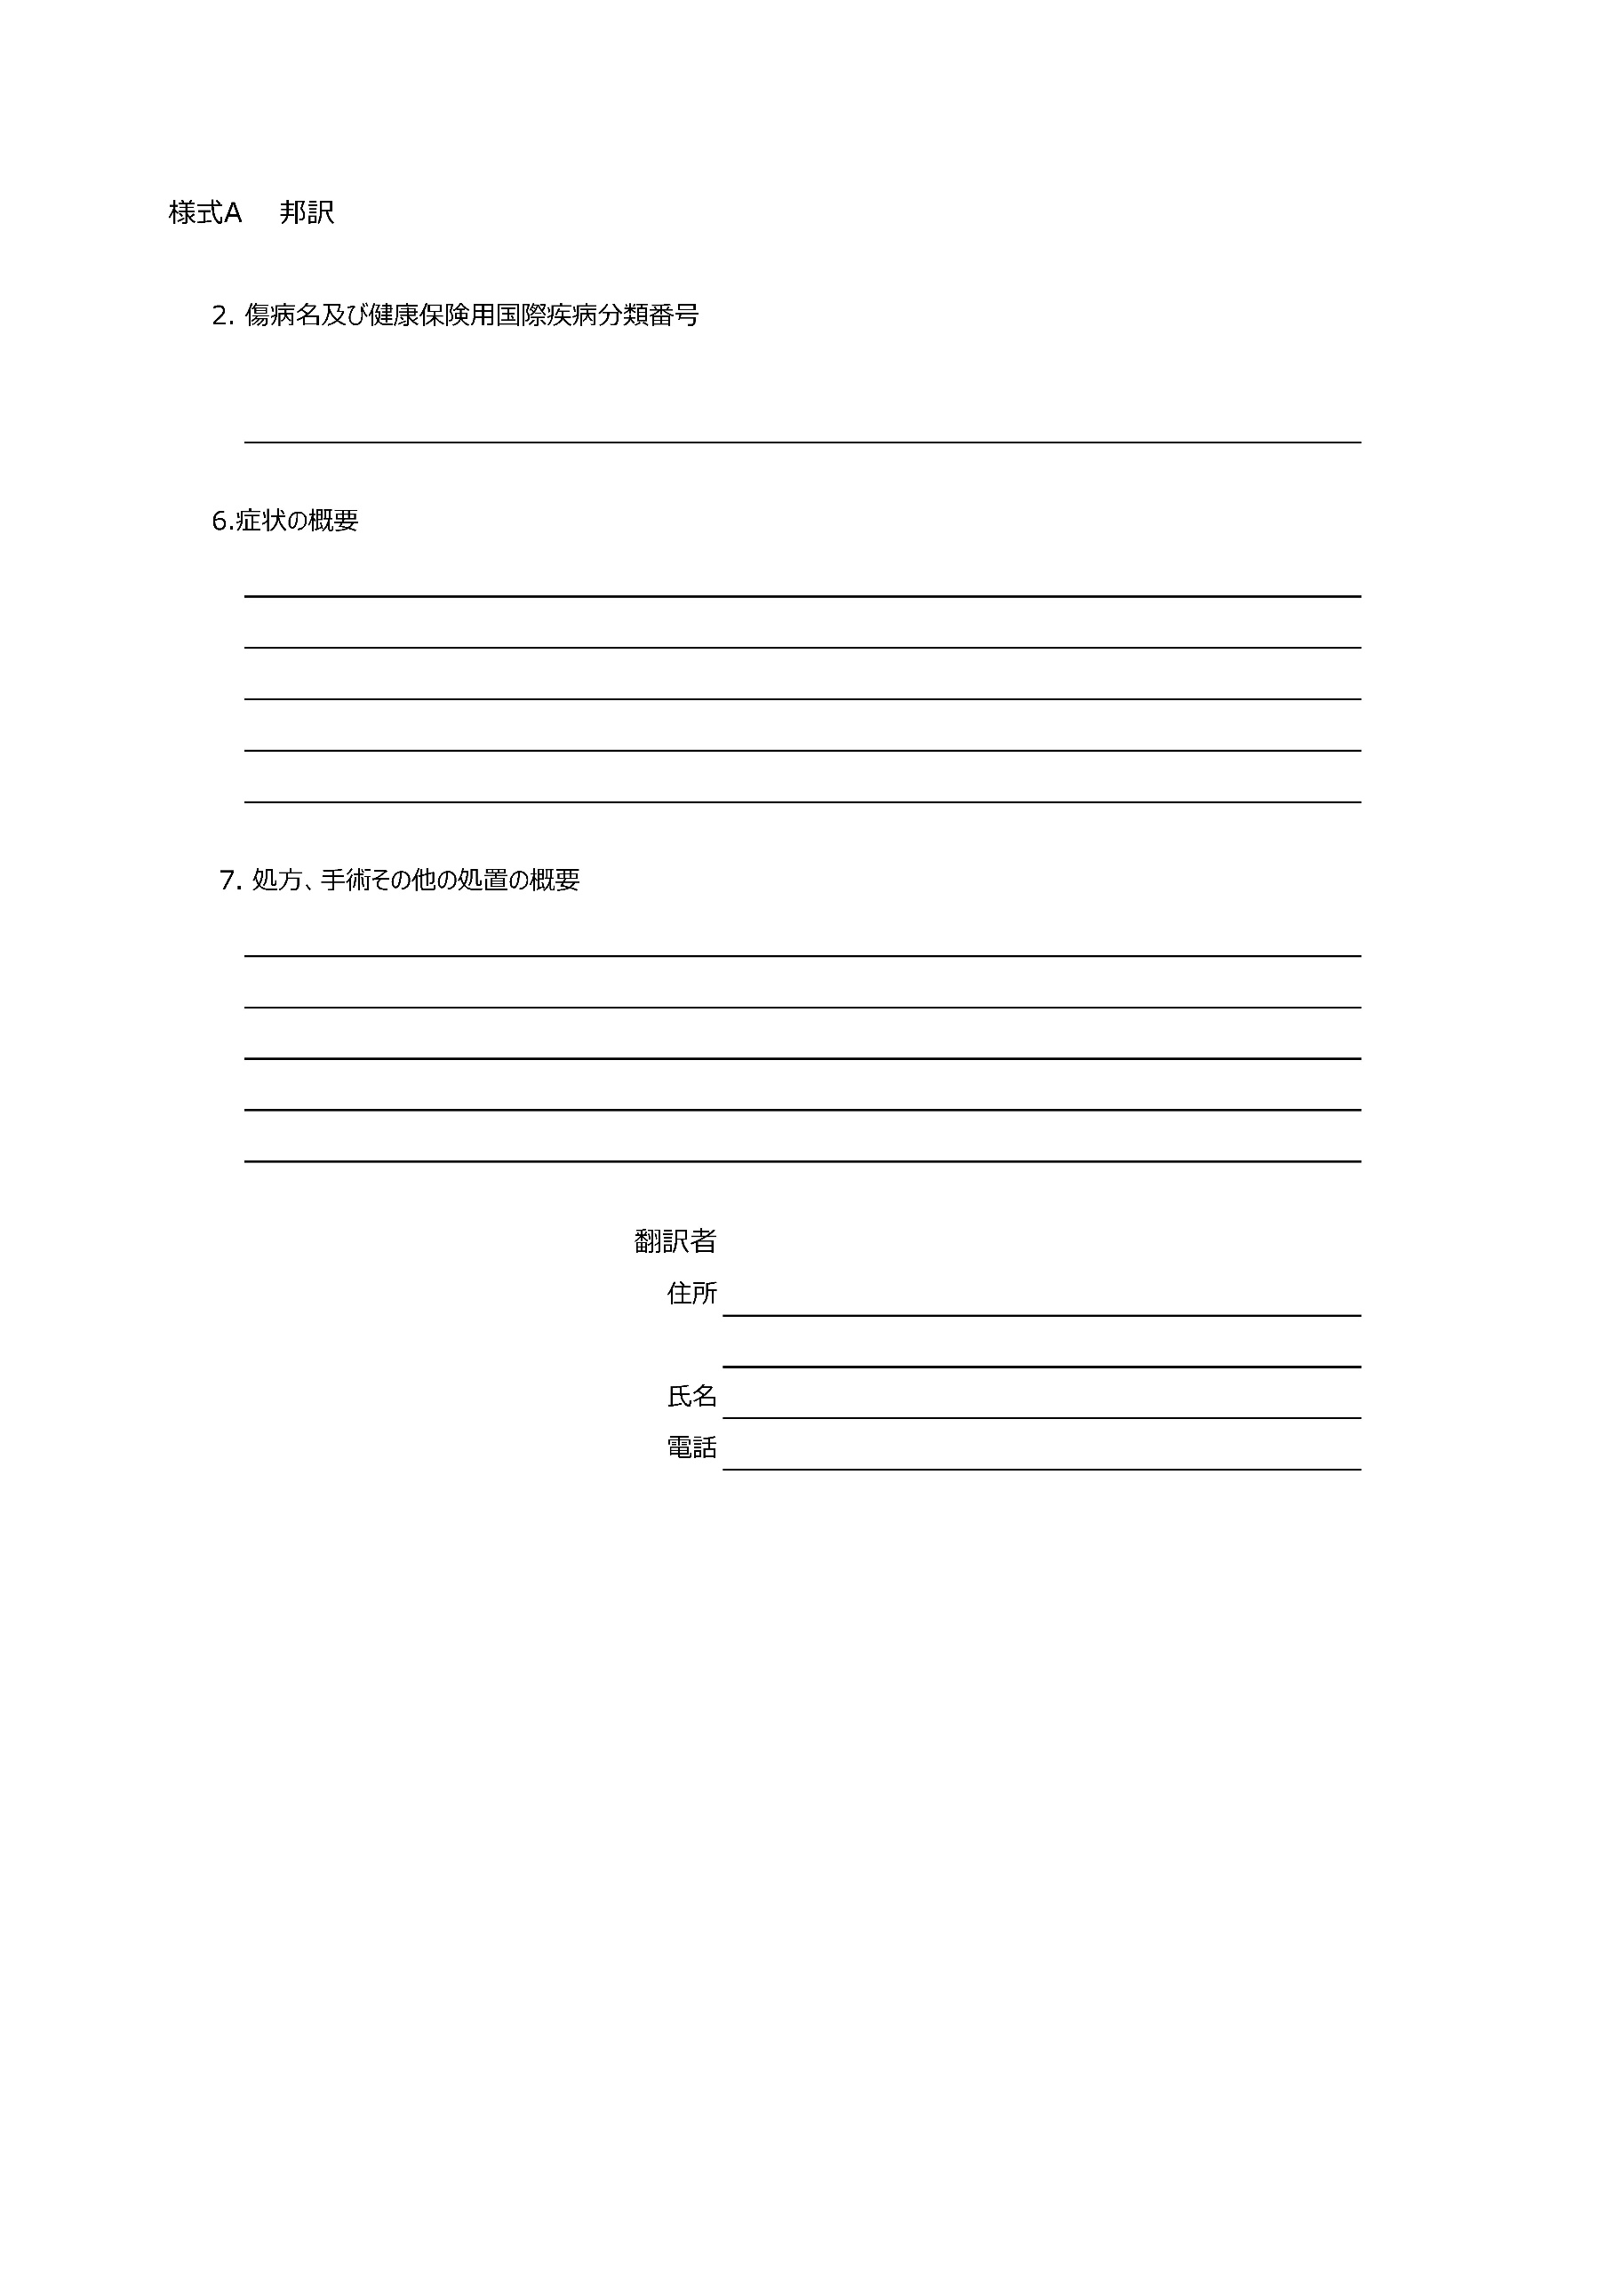 様式A　邦訳
2. 傷病名及び健康保険用国際疾病分類番号
6.症状の概要
7. 処方、手術その他の処置の概要
翻訳者
住所
氏名
電話